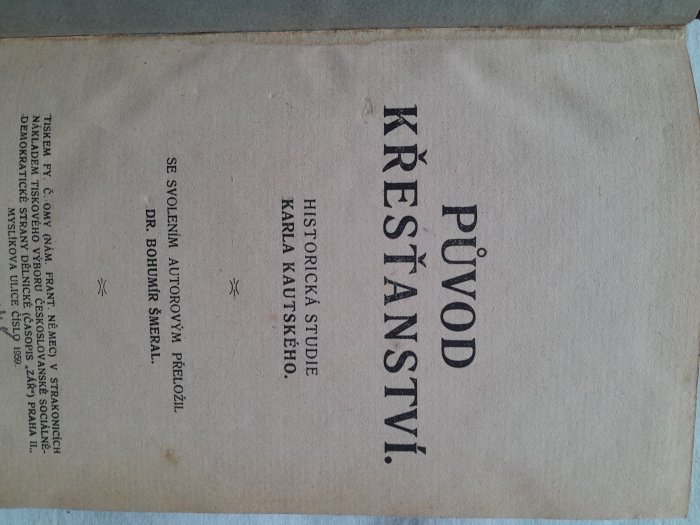 PŮVOD
KŘESŤANSTVÍ.
HISTORICKÁ STUDIE
KARLA KAUTSKÉHO.
SE SVOLENÍM AUTOROVÝM PŘELOŽIL
DR. BOHUMÍR ŠMERAL.
TISKEM FY. Č. OMY (NÁM. FRANT. NĚMEC) V STRAKONICÍCH
NÁKLADEM TISKOVÉHO VÝBORU ČESKOSLOVANSKÉ SOCIÁLNĚ-
DEMOKRATICKÉ STRANY DĚLNICKÉ (ČASOPIS „ZÁŘ“) PRAHA II.,
MYSLÍKOVA ULICE ČÍSLO 1959.